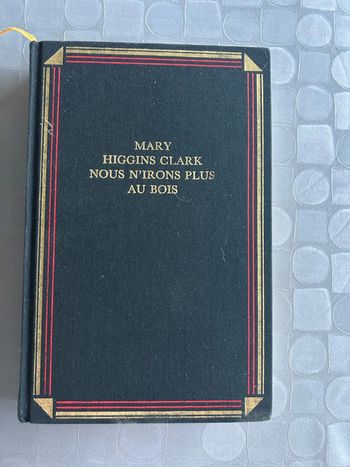 MARY
HIGGINS CLARK
NOUS N'IRONS PLUS
AU BOIS